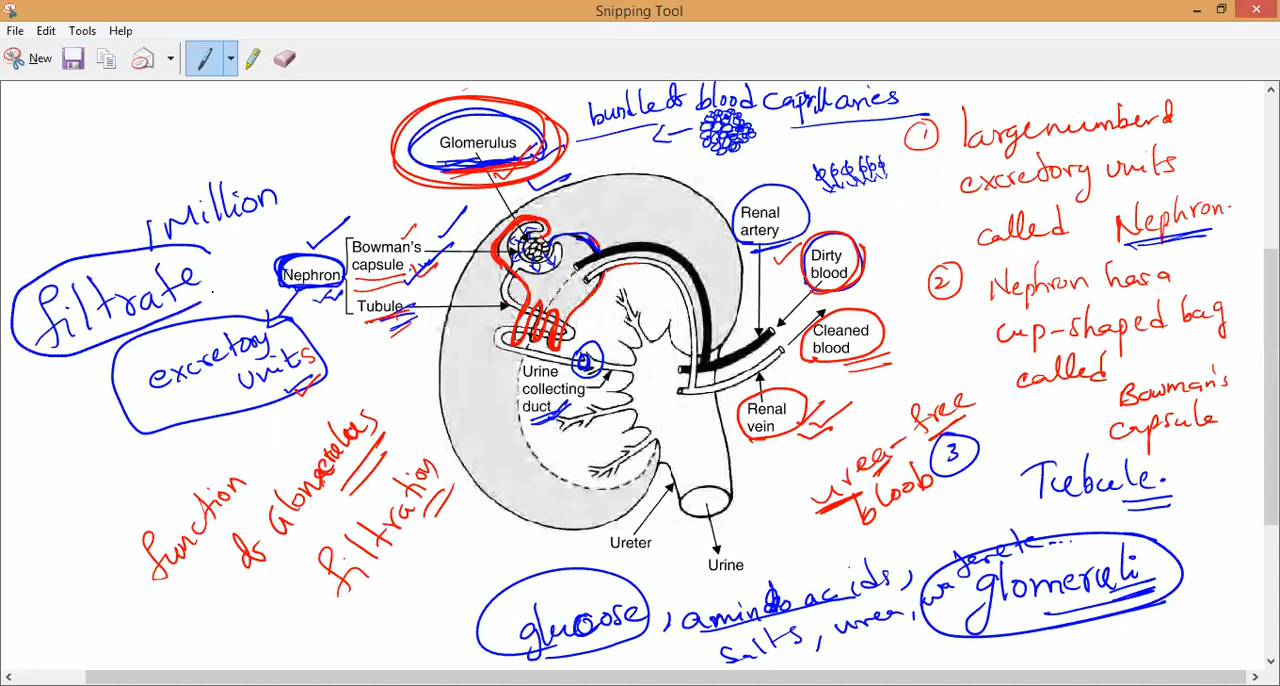 Snipping Tool
File Edit Tools Help
New
Glomerulus
bundle of blood capillaries
1 Million
filtrate
Nephron
Bowman's
capsule
Tubule
excretory
units
Renal
artery
Dirty
blood
Cleaned
blood
Renal
vein
Urine
collecting
duct
Ureter
Urine
urea-free
bloob
function
of
filtration
1 large number of
excretory units
called Nephron.
2 Nephron has a
cup-shaped bag
called
Bowman's
capsule
3
Tubule.
glucose, amino acids,
salts, urea,
glomeruli